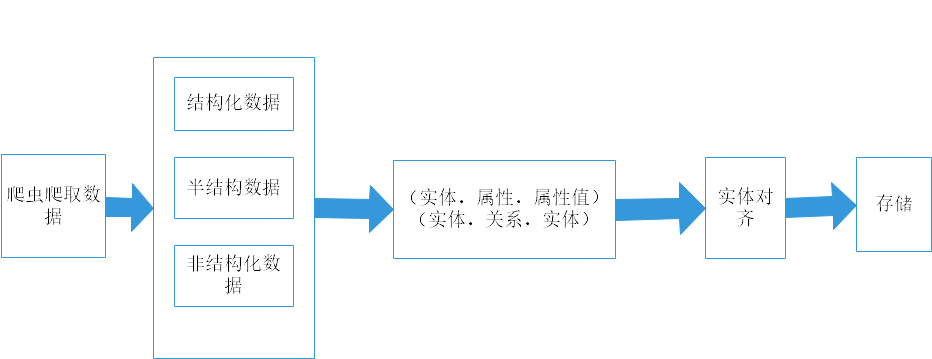 爬虫爬取数
据
结构化数据
半结构数据
非结构化数
据
（实体．属性．属性值）
（实体．关系．实体）
实体对
齐
存储